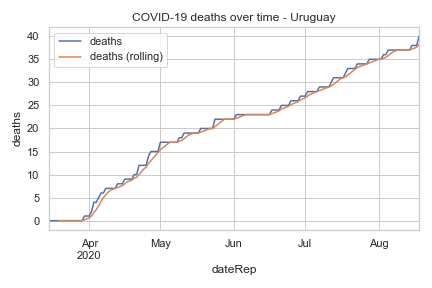 COVID-19 deaths over time - Uruguay
deaths
deaths (rolling)
deaths
40
35
30
25
20
15
10
5
0
Apr May Jun Jul Aug
2020
dateRep